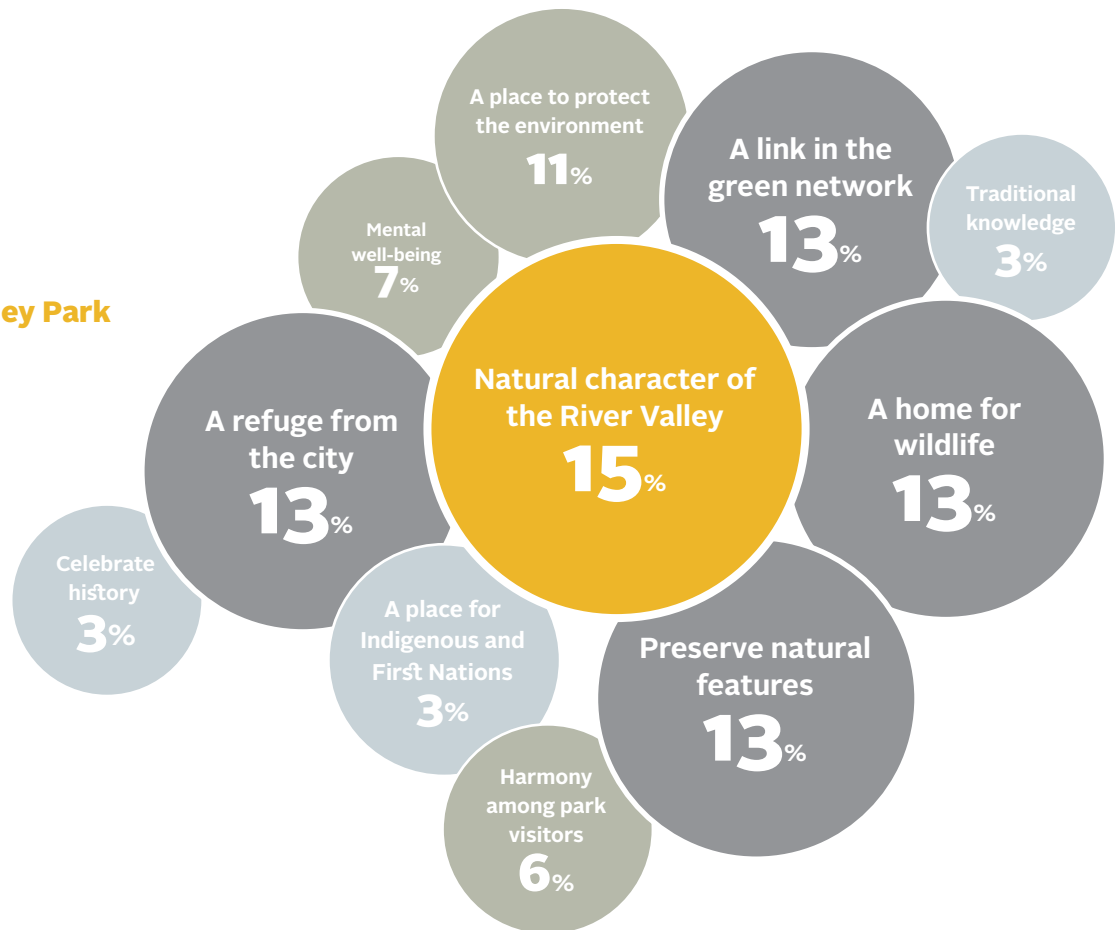 A place to protect
the environment
11%
A link in the
green network
13%
Traditional
knowledge
3%
Mental
well-being
7%
ey Park
Natural character of
the River Valley
15%
A refuge from
the city
13%
A home for
wildlife
13%
Celebrate
history
3%
A place for
Indigenous and
First Nations
3%
Preserve natural
features
13%
Harmony
among park
visitors
6%